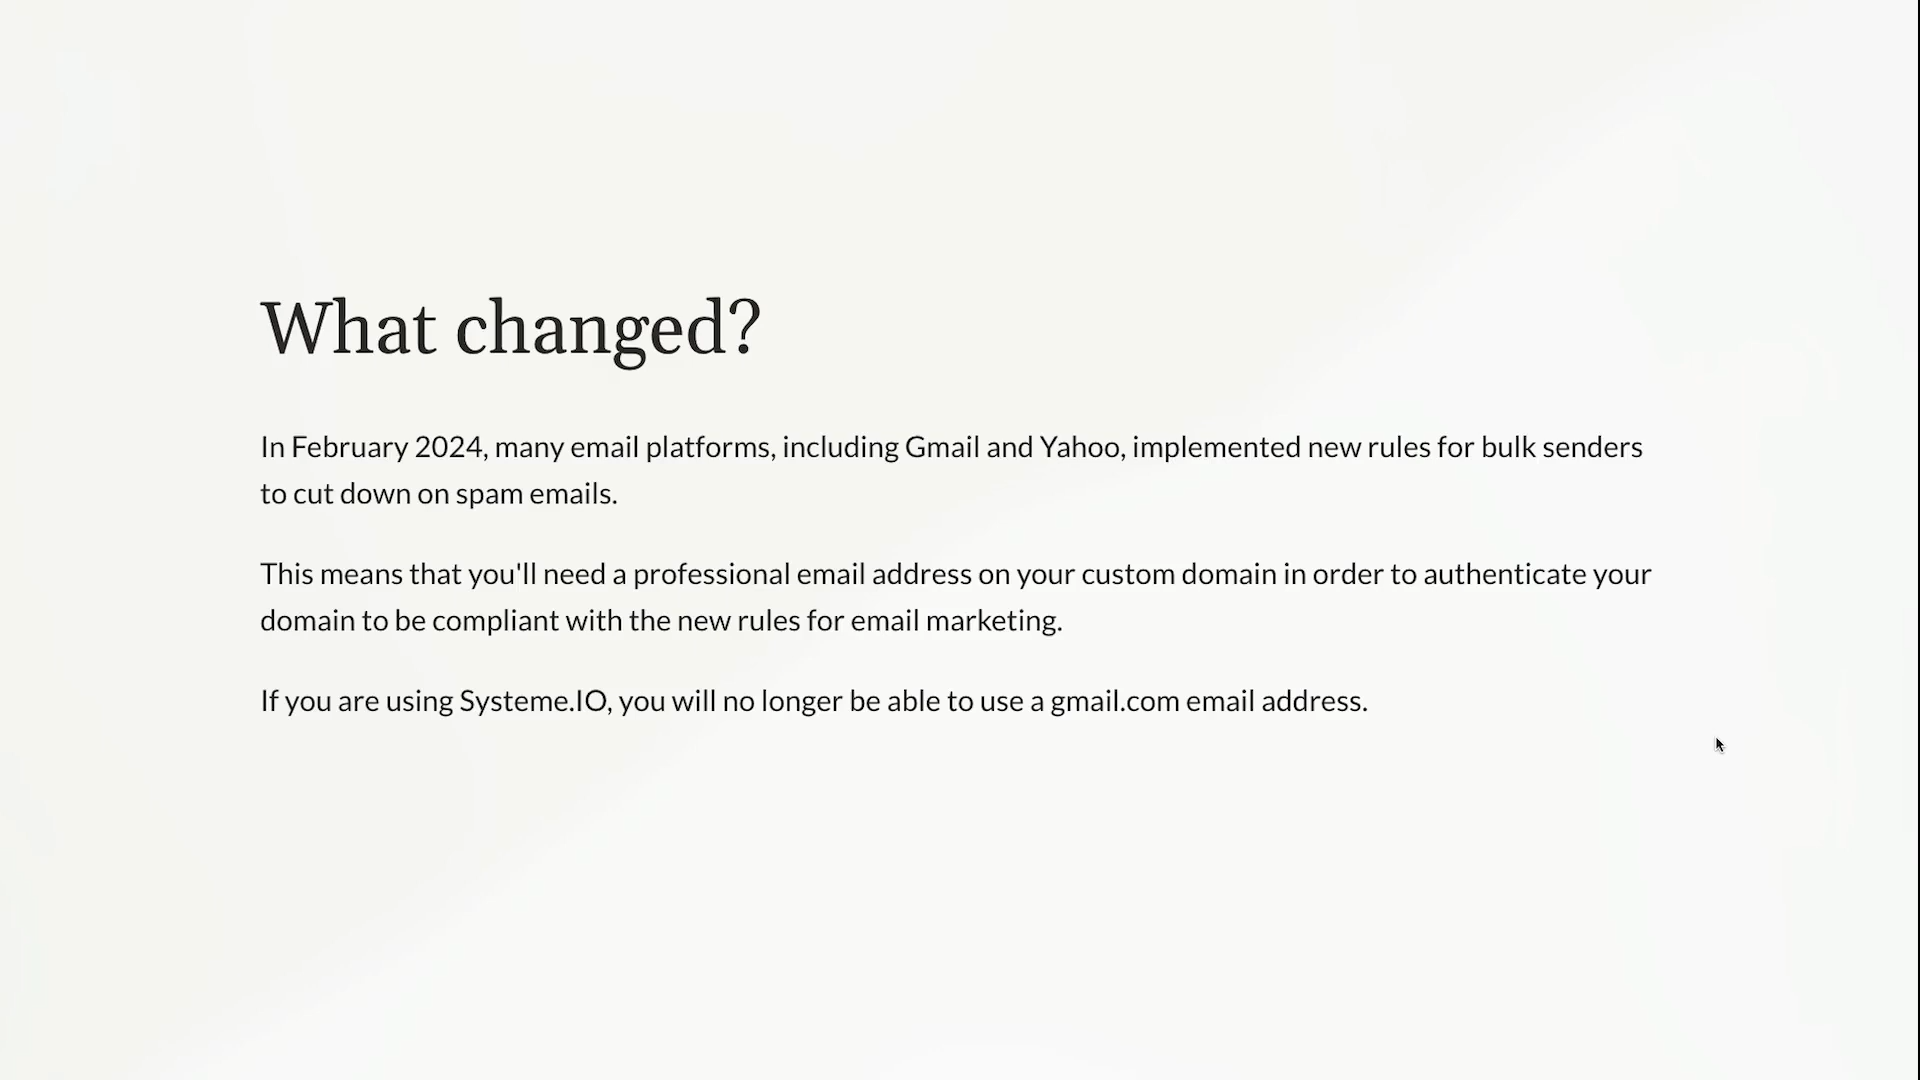 What changed?
In February 2024, many email platforms, including Gmail and Yahoo, implemented new rules for bulk senders
to cut down on spam emails.
This means that you'll need a professional email address on your custom domain in order to authenticate your
domain to be compliant with the new rules for email marketing.
If you are using Systeme.IO, you will no longer be able to use a gmail.com email address.